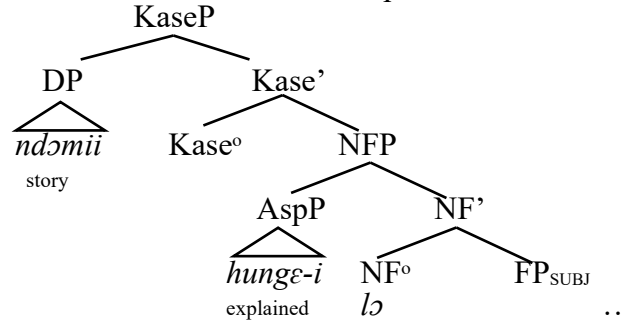 KaseP
DP Kase’
ndɔmii Kaseᵒ NFP
story
AspP NF’
hungɛ-i NFᵒ FPSUBJ
explained lɔ ..